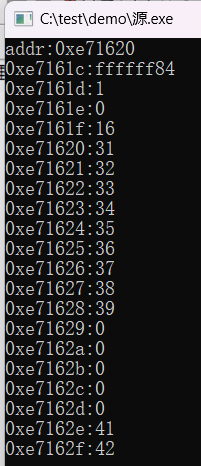 C:\test\demo\源.exe
addr:0xe71620
0xe7161c:ffffff84
0xe7161d:1
0xe7161e:0
0xe7161f:16
0xe71620:31
0xe71621:32
0xe71622:33
0xe71623:34
0xe71624:35
0xe71625:36
0xe71626:37
0xe71627:38
0xe71628:39
0xe71629:0
0xe7162a:0
0xe7162b:0
0xe7162c:0
0xe7162d:0
0xe7162e:41
0xe7162f:42